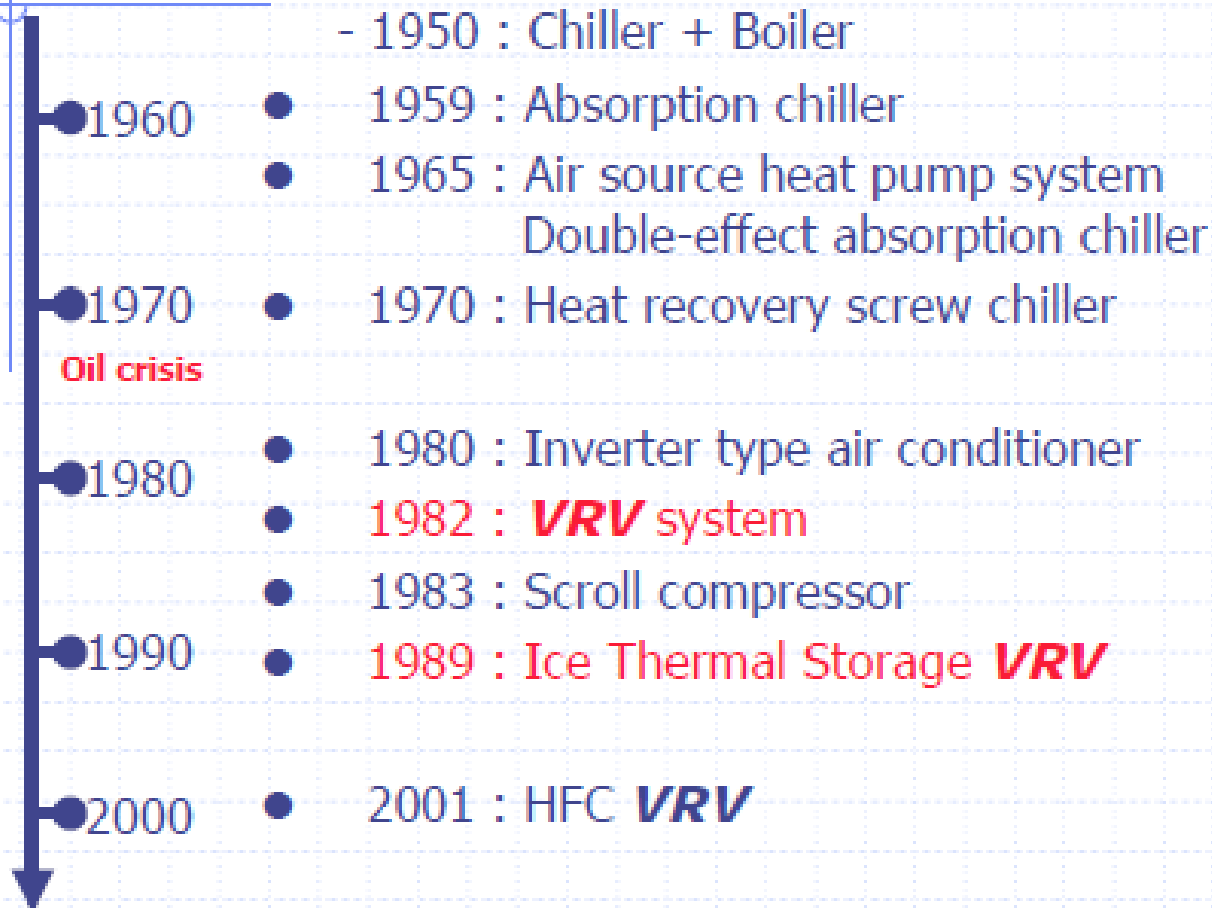 - 1950 : Chiller + Boiler
1960
1959 : Absorption chiller
1965 : Air source heat pump system
Double-effect absorption chiller
1970
1970 : Heat recovery screw chiller
Oil crisis
1980 : Inverter type air conditioner
1980
1982 : VRV system
1983 : Scroll compressor
1990
1989 : Ice Thermal Storage VRV
2000
2001 : HFC VRV